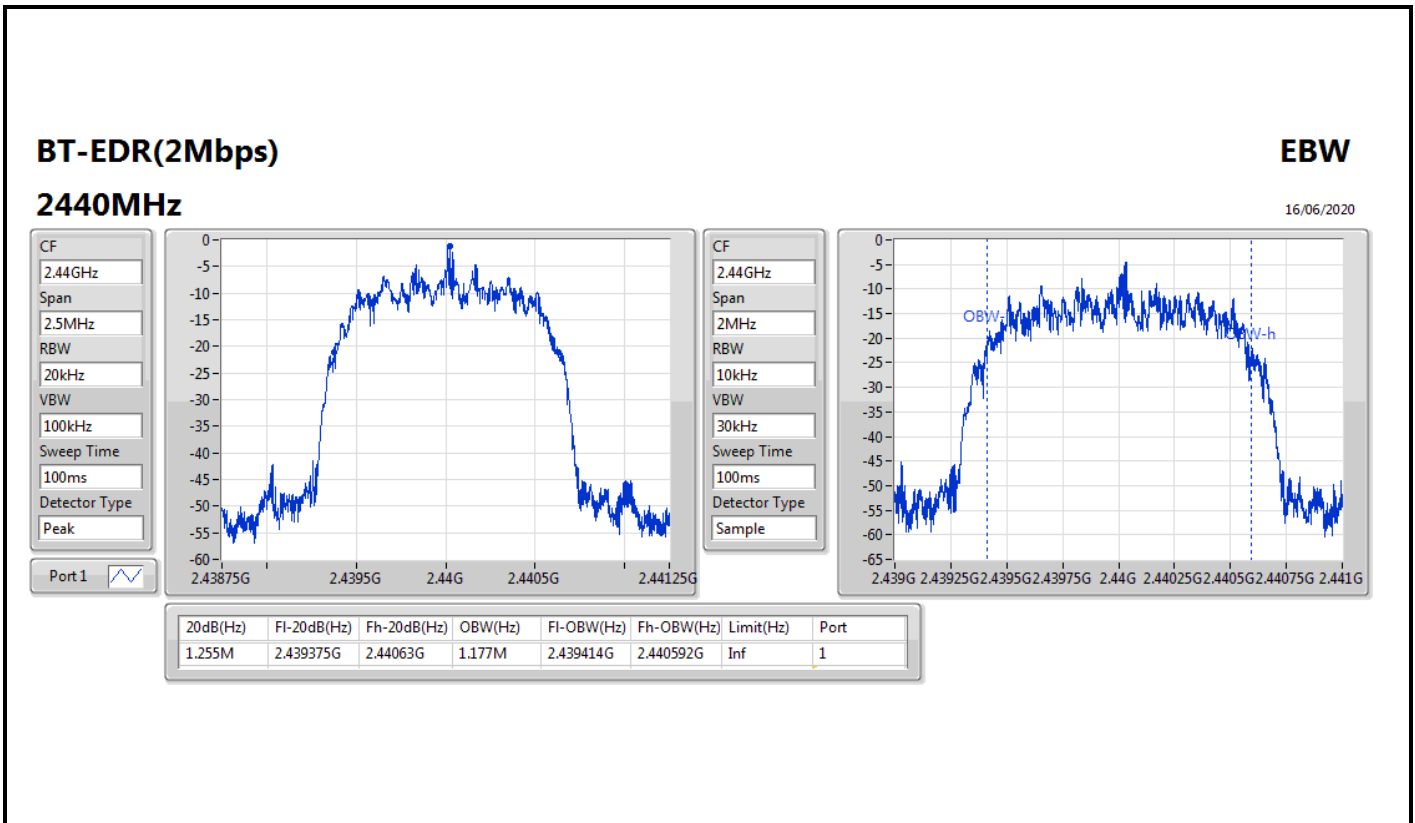 BT-EDR(2Mbps) EBW
2440MHz 16/06/2020
CF
2.44GHz
Span
2.5MHz
RBW
20kHz
VBW
100kHz
Sweep Time
100ms
Detector Type
Peak
Port 1
0
-5
-10
-15
-20
-25
-30
-35
-40
-45
-50
-55
-60
2.43875G 2.4395G 2.44G 2.4405G 2.44125G
CF
2.44GHz
Span
2MHz
RBW
10kHz
VBW
30kHz
Sweep Time
100ms
Detector Type
Sample
0
-5
-10
-15
-20
-25
-30
-35
-40
-45
-50
-55
-60
-65
OBW-h
2.439G 2.43925G 2.4395G 2.43975G 2.44G 2.44025G 2.4405G 2.44075G 2.441G
20dB(Hz) Fl-20dB(Hz) Fh-20dB(Hz) OBW(Hz) Fl-OBW(Hz) Fh-OBW(Hz) Limit(Hz) Port
1.255M 2.439375G 2.44063G 1.177M 2.439414G 2.440592G Inf 1